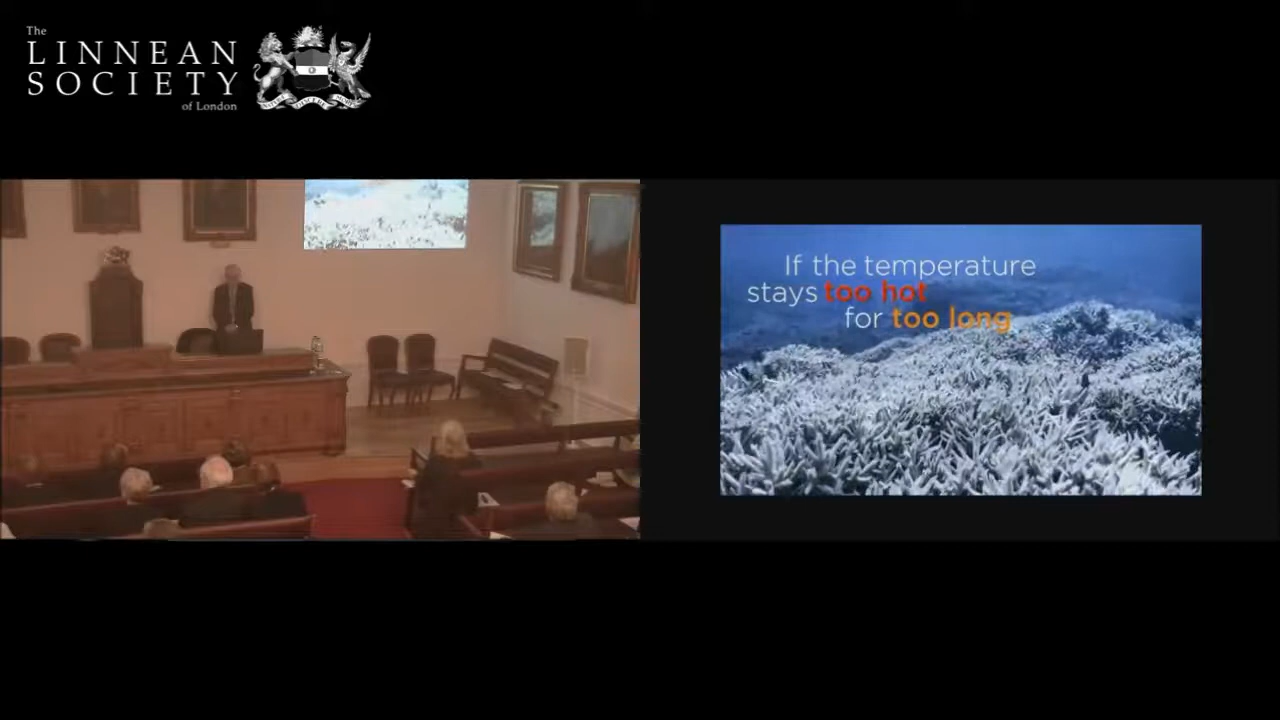 The
LINNEAN
SOCIETY
of London
If the temperature
stays too hot
for too long